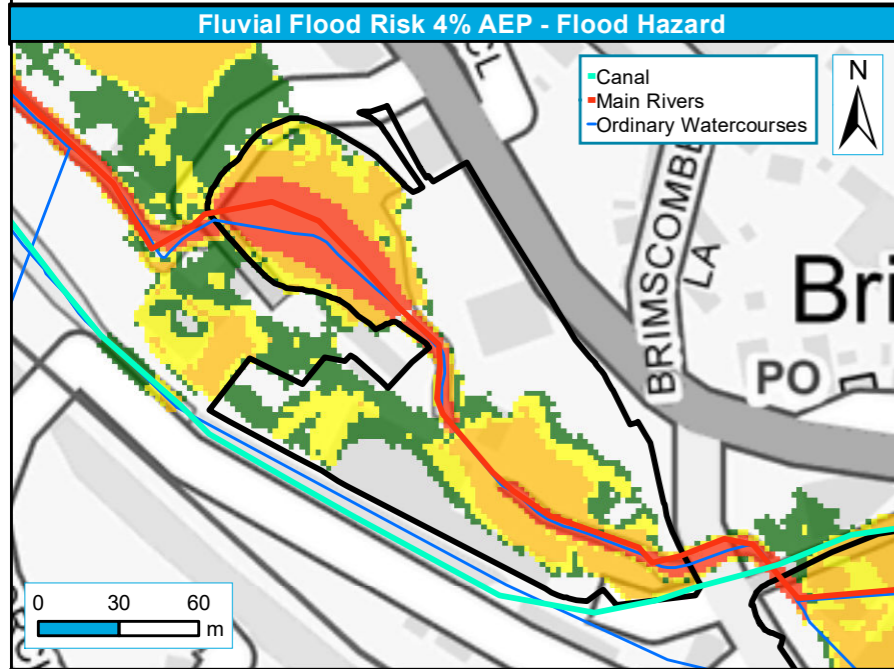 Fluvial Flood Risk 4% AEP - Flood Hazard
CL
Canal
Main Rivers
Ordinary Watercourses
N
BRIMSCOMBE
LA
Bri
PO
0 30 60
m